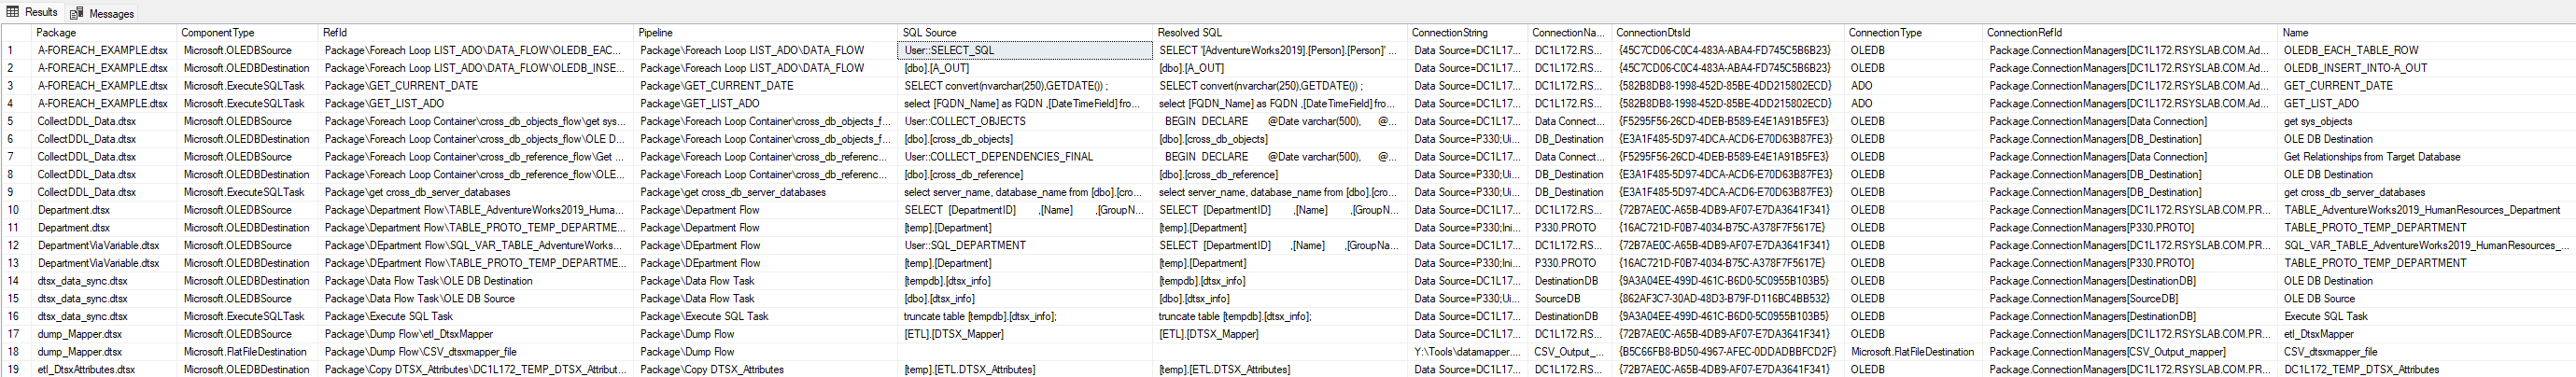 Results Messages
Package ComponentType RefId Pipeline SQL Source Resolved SQL ConnectionString ConnectionNa... ConnectionDtsId ConnectionType ConnectionRefId Name
1 A-FOREACH_EXAMPLE.dtsx Microsoft.OLEDBSource Package\Foreach Loop LIST_ADO\DATA_FLOW\OLEDB_EAC... Package\Foreach Loop LIST_ADO\DATA_FLOW User::SELECT_SQL SELECT '[AdventureWorks2019].[Person].[Person]' ... Data Source=DC1L17... DC1L172.RS... {45C7CD06-C0C4-483A-ABA4-FD745C5B6B23} OLEDB Package.ConnectionManagers[DC1L172.RSYSLAB.COM.Ad... OLEDB_EACH_TABLE_ROW
2 A-FOREACH_EXAMPLE.dtsx Microsoft.OLEDBDestination Package\Foreach Loop LIST_ADO\DATA_FLOW\OLEDB_INSE... Package\Foreach Loop LIST_ADO\DATA_FLOW [dbo].[A_OUT] [dbo].[A_OUT] Data Source=DC1L17... DC1L172.RS... {45C7CD06-C0C4-483A-ABA4-FD745C5B6B23} OLEDB Package.ConnectionManagers[DC1L172.RSYSLAB.COM.Ad... OLEDB_INSERT_INTO-A_OUT
3 A-FOREACH_EXAMPLE.dtsx Microsoft.ExecuteSQLTask Package\GET_CURRENT_DATE Package\GET_CURRENT_DATE SELECT convert(nvarchar(250),GETDATE()) ; SELECT convert(nvarchar(250),GETDATE()) ; Data Source=DC1L17... DC1L172.RS... {582B8DB8-1998-452D-85BE-4DD215802ECD} ADO Package.ConnectionManagers[DC1L172.RSYSLAB.COM.Ad... GET_CURRENT_DATE
4 A-FOREACH_EXAMPLE.dtsx Microsoft.ExecuteSQLTask Package\GET_LIST_ADO Package\GET_LIST_ADO select [FQDN_Name] as FQDN ,[DateTimeField] fro... select [FQDN_Name] as FQDN ,[DateTimeField] fro... Data Source=DC1L17... DC1L172.RS... {582B8DB8-1998-452D-85BE-4DD215802ECD} ADO Package.ConnectionManagers[DC1L172.RSYSLAB.COM.Ad... GET_LIST_ADO
5 CollectDDL_Data.dtsx Microsoft.OLEDBSource Package\Foreach Loop Container\cross_db_objects_flow\get sys... Package\Foreach Loop Container\cross_db_objects_f... User::COLLECT_OBJECTS BEGIN DECLARE @Date varchar(500), @... Data Source=DC1L17... Data Connect... {F5295F56-26CD-4DEB-B589-E4E1A91B5FE3} OLEDB Package.ConnectionManagers[Data Connection] get sys_objects
6 CollectDDL_Data.dtsx Microsoft.OLEDBDestination Package\Foreach Loop Container\cross_db_objects_flow\OLE D... Package\Foreach Loop Container\cross_db_objects_f... [dbo].[cross_db_objects] [dbo].[cross_db_objects] Data Source=P330;Ui... DB_Destination {E3A1F485-5D97-4DCA-ACD6-E70D63B87FE3} OLEDB Package.ConnectionManagers[DB_Destination] OLE DB Destination
7 CollectDDL_Data.dtsx Microsoft.OLEDBSource Package\Foreach Loop Container\cross_db_reference_flow\Get ... Package\Foreach Loop Container\cross_db_referenc... User::COLLECT_DEPENDENCIES_FINAL BEGIN DECLARE @Date varchar(500), @... Data Source=DC1L17... Data Connect... {F5295F56-26CD-4DEB-B589-E4E1A91B5FE3} OLEDB Package.ConnectionManagers[Data Connection] Get Relationships from Target Database
8 CollectDDL_Data.dtsx Microsoft.OLEDBDestination Package\Foreach Loop Container\cross_db_reference_flow\OLE... Package\Foreach Loop Container\cross_db_referenc... [dbo].[cross_db_reference] [dbo].[cross_db_reference] Data Source=P330;Ui... DB_Destination {E3A1F485-5D97-4DCA-ACD6-E70D63B87FE3} OLEDB Package.ConnectionManagers[DB_Destination] OLE DB Destination
9 CollectDDL_Data.dtsx Microsoft.ExecuteSQLTask Package\get cross_db_server_databases Package\get cross_db_server_databases select server_name, database_name from [dbo].[cro... select server_name, database_name from [dbo].[cro... Data Source=P330;Ui... DB_Destination {E3A1F485-5D97-4DCA-ACD6-E70D63B87FE3} OLEDB Package.ConnectionManagers[DB_Destination] get cross_db_server_databases
10 Department.dtsx Microsoft.OLEDBSource Package\Department Flow\TABLE_AdventureWorks2019_Huma... Package\Department Flow SELECT [DepartmentID] ,[Name] ,[GroupN... SELECT [DepartmentID] ,[Name] ,[GroupN... Data Source=DC1L17... DC1L172.RS... {72B7AE0C-A65B-4DB9-AF07-E7DA3641F341} OLEDB Package.ConnectionManagers[DC1L172.RSYSLAB.COM.PR... TABLE_AdventureWorks2019_HumanResources_Department
11 Department.dtsx Microsoft.OLEDBDestination Package\Department Flow\TABLE_PROTO_TEMP_DEPARTMENT Package\Department Flow [temp].[Department] [temp].[Department] Data Source=P330;Ini... P330.PROTO {16AC721D-F0B7-4034-B75C-A378F7F5617E} OLEDB Package.ConnectionManagers[P330.PROTO] TABLE_PROTO_TEMP_DEPARTMENT
12 DepartmentViaVariable.dtsx Microsoft.OLEDBSource Package\DEpartment Flow\SQL_VAR_TABLE_AdventureWorks... Package\DEpartment Flow User::SQL_DEPARTMENT SELECT [DepartmentID] ,[Name] ,[GroupNa... Data Source=DC1L17... DC1L172.RS... {72B7AE0C-A65B-4DB9-AF07-E7DA3641F341} OLEDB Package.ConnectionManagers[DC1L172.RSYSLAB.COM.PR... SQL_VAR_TABLE_AdventureWorks2019_HumanResources_...
13 DepartmentViaVariable.dtsx Microsoft.OLEDBDestination Package\DEpartment Flow\TABLE_PROTO_TEMP_DEPARTME... Package\DEpartment Flow [temp].[Department] [temp].[Department] Data Source=P330;Ini... P330.PROTO {16AC721D-F0B7-4034-B75C-A378F7F5617E} OLEDB Package.ConnectionManagers[P330.PROTO] TABLE_PROTO_TEMP_DEPARTMENT
14 dtsx_data_sync.dtsx Microsoft.OLEDBDestination Package\Data Flow Task\OLE DB Destination Package\Data Flow Task [tempdb].[dtsx_info] [tempdb].[dtsx_info] Data Source=DC1L17... DestinationDB {9A3A04EE-499D-461C-B6D0-5C0955B103B5} OLEDB Package.ConnectionManagers[DestinationDB] OLE DB Destination
15 dtsx_data_sync.dtsx Microsoft.OLEDBSource Package\Data Flow Task\OLE DB Source Package\Data Flow Task [dbo].[dtsx_info] [dbo].[dtsx_info] Data Source=P330;Ui... SourceDB {862AF3C7-30AD-48D3-B79F-D116BC4BB532} OLEDB Package.ConnectionManagers[SourceDB] OLE DB Source
16 dtsx_data_sync.dtsx Microsoft.ExecuteSQLTask Package\Execute SQL Task Package\Execute SQL Task truncate table [tempdb].[dtsx_info]; truncate table [tempdb].[dtsx_info]; Data Source=DC1L17... DestinationDB {9A3A04EE-499D-461C-B6D0-5C0955B103B5} OLEDB Package.ConnectionManagers[DestinationDB] Execute SQL Task
17 dump_Mapper.dtsx Microsoft.OLEDBSource Package\Dump Flow\etl_DtsxMapper Package\Dump Flow [ETL].[DTSX_Mapper] [ETL].[DTSX_Mapper] Data Source=DC1L17... DC1L172.RS... {72B7AE0C-A65B-4DB9-AF07-E7DA3641F341} OLEDB Package.ConnectionManagers[DC1L172.RSYSLAB.COM.PR... etl_DtsxMapper
18 dump_Mapper.dtsx Microsoft.FlatFileDestination Package\Dump Flow\CSV_dtsxmapper_file Package\Dump Flow Y:\Tools\datamapper.... CSV_Output_... {B5C66FB8-BD50-4967-AFEC-0DDADBBFCD2F} Microsoft.FlatFileDestination Package.ConnectionManagers[CSV_Output_mapper] CSV_dtsxmapper_file
19 etl_DtsxAttributes.dtsx Microsoft.OLEDBDestination Package\Copy DTSX_Attributes\DC1L172_TEMP_DTSX_Attribut... Package\Copy DTSX_Attributes [temp].[ETL.DTSX_Attributes] [temp].[ETL.DTSX_Attributes] Data Source=DC1L17... DC1L172.RS... {72B7AE0C-A65B-4DB9-AF07-E7DA3641F341} OLEDB Package.ConnectionManagers[DC1L172.RSYSLAB.COM.PR... DC1L172_TEMP_DTSX_Attributes